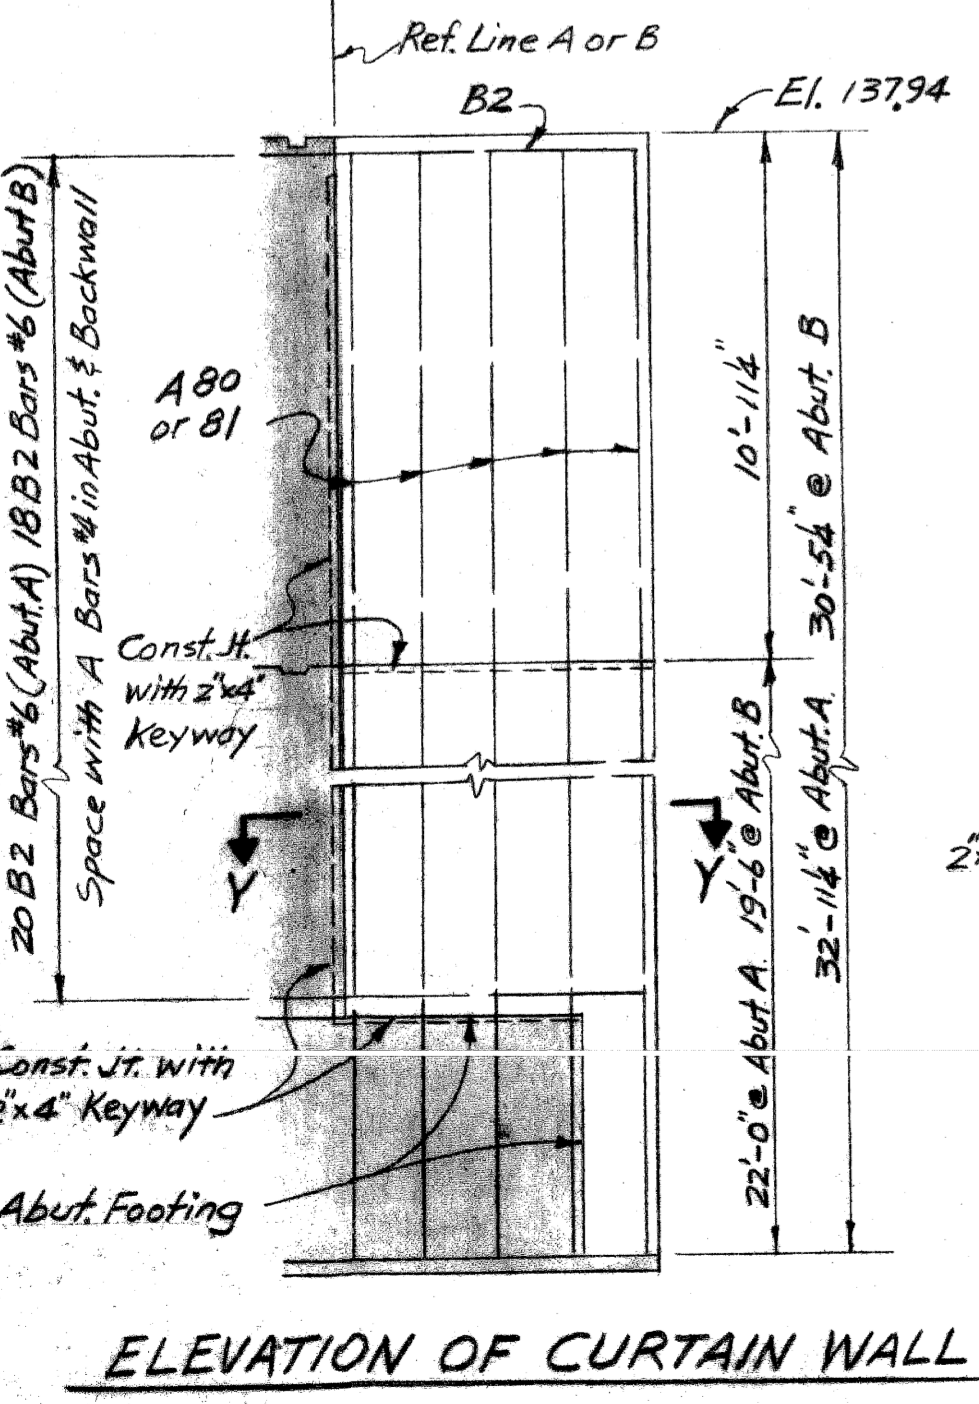 Ref. Line A or B
B2
El. 137.94
20 B2 Bars #6 (Abut. A) 18 B2 Bars #6 (Abut B)
Space with A Bars #4 in Abut. & Backwall
A 80
or 81
10'-11¼"
30'-5¼" @ Abut. B
32'-11¼" @ Abut. A
Const. Jt.
with 2"x4"
Keyway
Y
Y
19'-6" @ Abut. B
22'-0" @ Abut A.
2"
Const. Jt. with
2"x4" Keyway
Abut. Footing
ELEVATION OF CURTAIN WALL